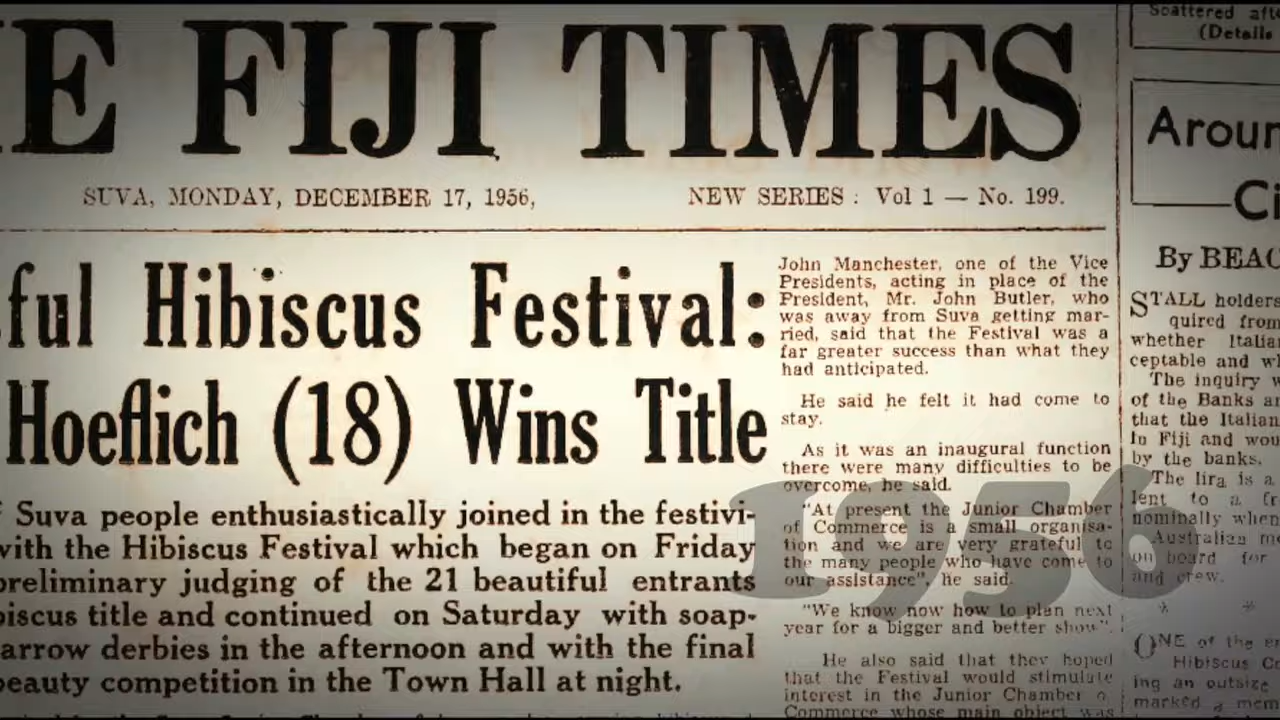 E FIJI TIMES
SUVA, MONDAY, DECEMBER 17, 1956,
NEW SERIES : Vol 1 — No. 199.
ful Hibiscus Festival:
Hoeflich (18) Wins Title
Suva people enthusiastically joined in the festivi-
with the Hibiscus Festival which began on Friday
preliminary judging of the 21 beautiful entrants
biscus title and continued on Saturday with soap-
arrow derbies in the afternoon and with the final
beauty competition in the Town Hall at night.
John Manchester, one of the Vice
Presidents, acting in place of the
President, Mr. John Butler, who
was away from Suva getting mar-
ried, said that the Festival was a
far greater success than what they
had anticipated.
He said he felt it had come to
stay.
As it was an inaugural function
there were many difficulties to be
overcome, he said.
"At present the Junior Chamber
of Commerce is a small organisa-
tion and we are very grateful to
the many people who have come to
our assistance", he said.
"We know now how to plan next
year for a bigger and better show".
He also said that they hoped
that the Festival would stimulate
interest in the Junior Chamber o
Commerce whose main object was
1956
Scattered afte
(Details
Aroun
Ci
By BEAC
STALL holders
quired from
whether Italian
ceptable and wh
The inquiry w
of the Banks an
that the Italian
in Fiji and wou
by the banks.
The lira is a
lent to a fr
nominally when
Australian mo
on board for
and crew.
* *
ONE of the en
Hibiscus Ca
ing an outsize
marked a mem